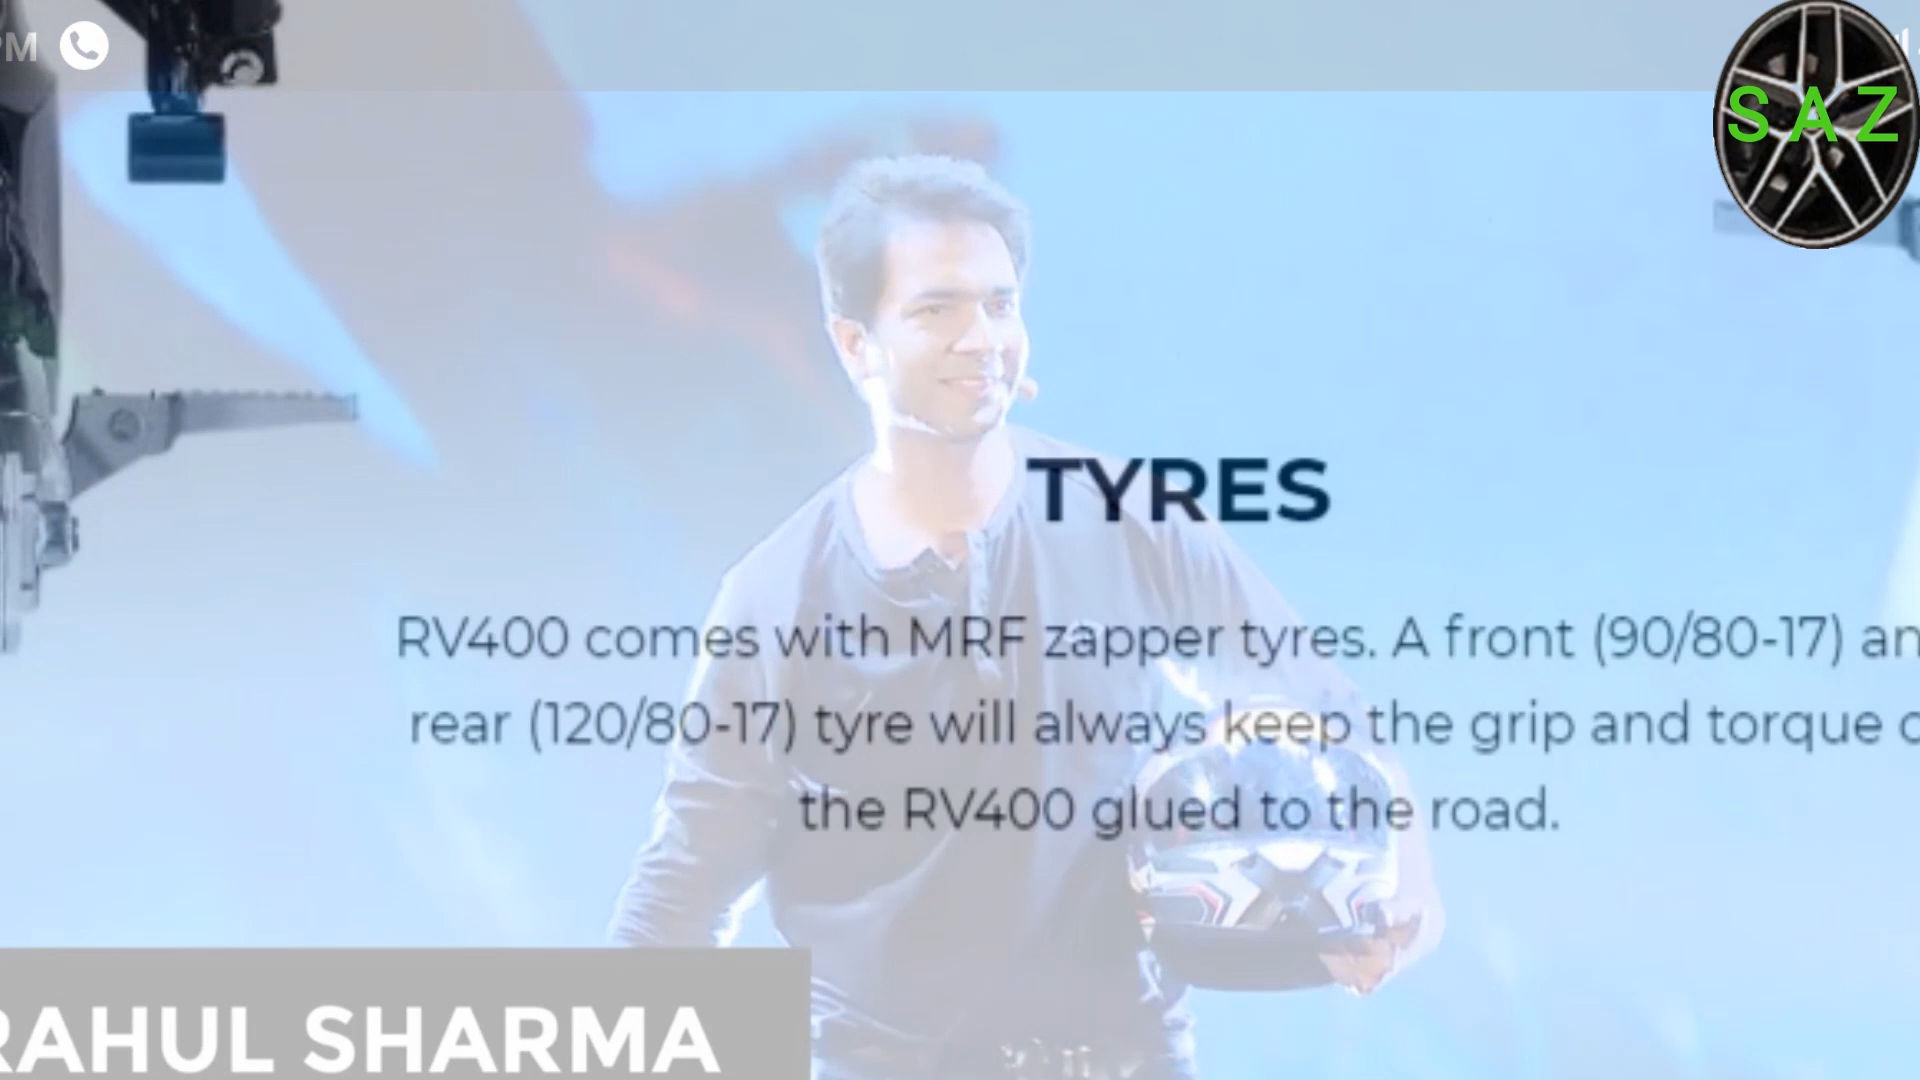 PM
SAZ
TYRES
RV400 comes with MRF zapper tyres. A front (90/80-17) an
rear (120/80-17) tyre will always keep the grip and torque
the RV400 glued to the road.
RAHUL SHARMA